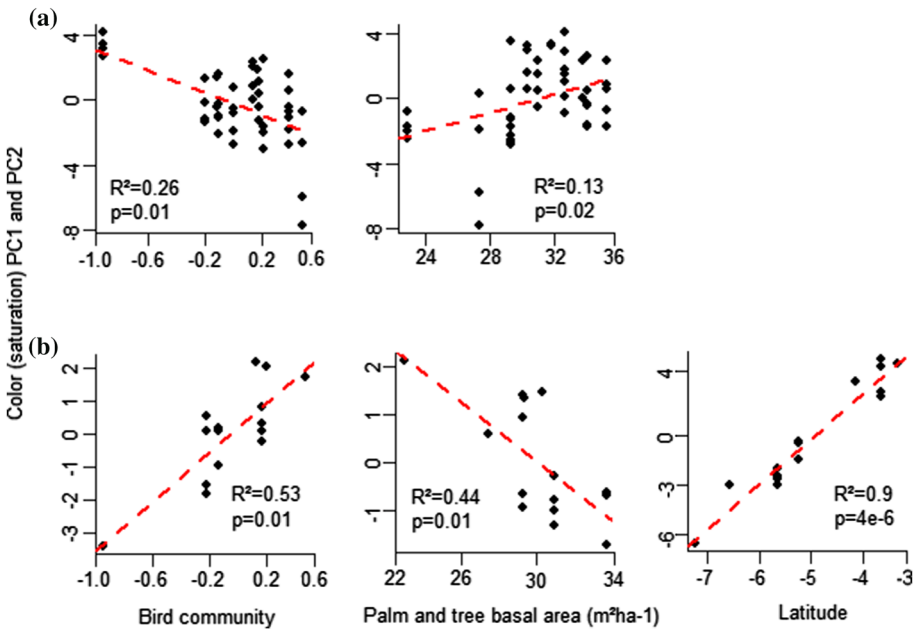 (a)
Color (saturation) PC1 and PC2
4
0
-4
-8
R²=0.26
p=0.01
-1.0 -0.6 -0.2 0.2 0.6
4
0
-4
-8
R²=0.13
p=0.02
24 28 32 36
(b)
2
1
0
-1
-2
-3
R²=0.53
p=0.01
-1.0 -0.6 -0.2 0.2 0.6
Bird community
2
1
0
-1
R²=0.44
p=0.01
22 26 30 34
Palm and tree basal area (m²ha-1)
4
0
-3
-6
R²=0.9
p=4e-6
-7 -6 -5 -4 -3
Latitude